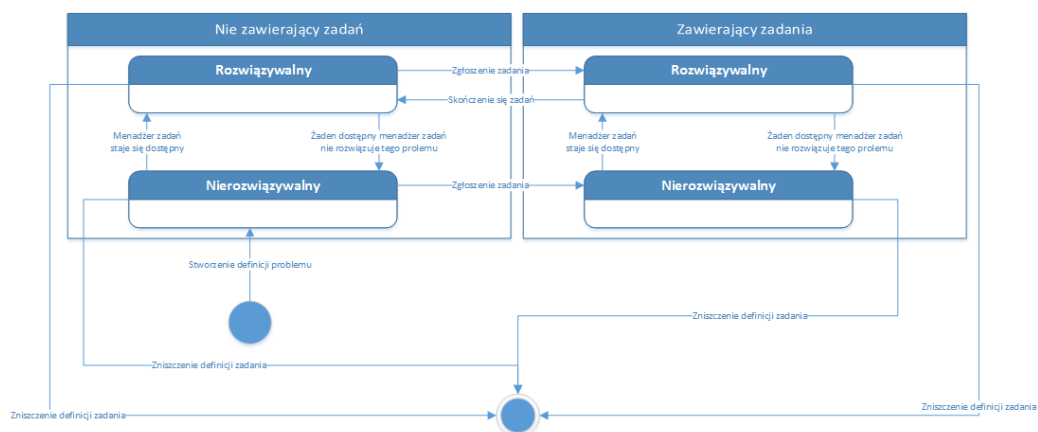 Nie zawierający zadań
Zawierający zadania
Rozwiązywalny
Zgłoszenie zadania
Rozwiązywalny
Skończenie się zadań
Menadżer zadań
staje się dostępny
Żaden dostępny menadżer zadań
nie rozwiązuje tego prolemu
Menadżer zadań
staje się dostępny
Żaden dostępny menadżer zadań
nie rozwiązuje tego prolemu
Nierozwiązywalny
Zgłoszenie zadania
Nierozwiązywalny
Stworzenie definicji problemu
Zniszczenie definicji zadania
Zniszczenie definicji zadania
Zniszczenie definicji zadania
Zniszczenie definicji zadania